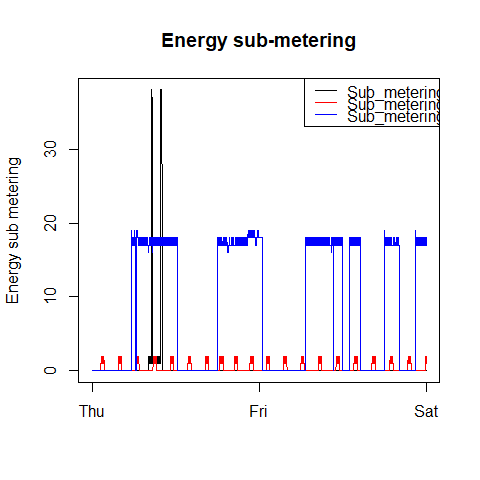 Energy sub-metering
Sub_metering
Sub_metering
Sub_metering
Energy sub metering
30
20
10
0
Thu
Fri
Sat